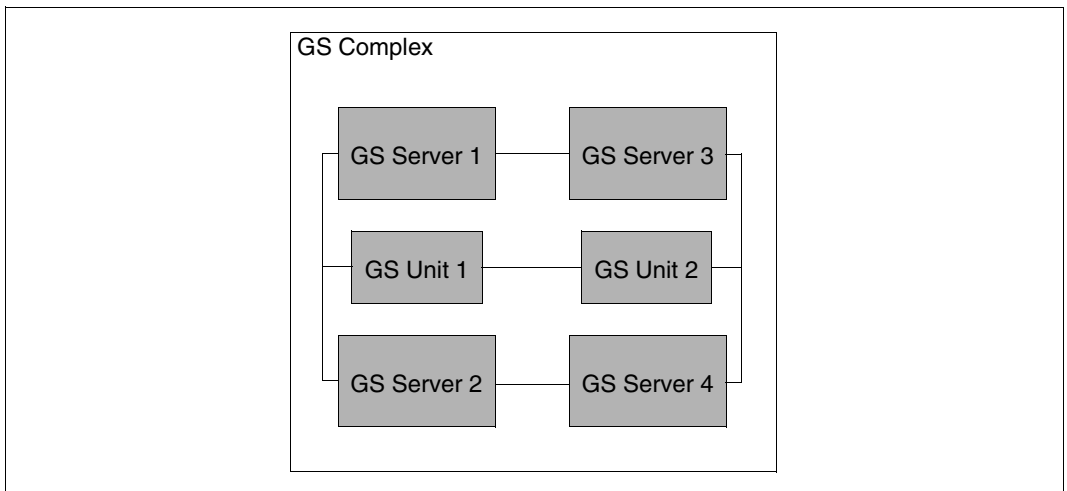 GS Complex
GS Server 1
GS Server 3
GS Unit 1
GS Unit 2
GS Server 2
GS Server 4